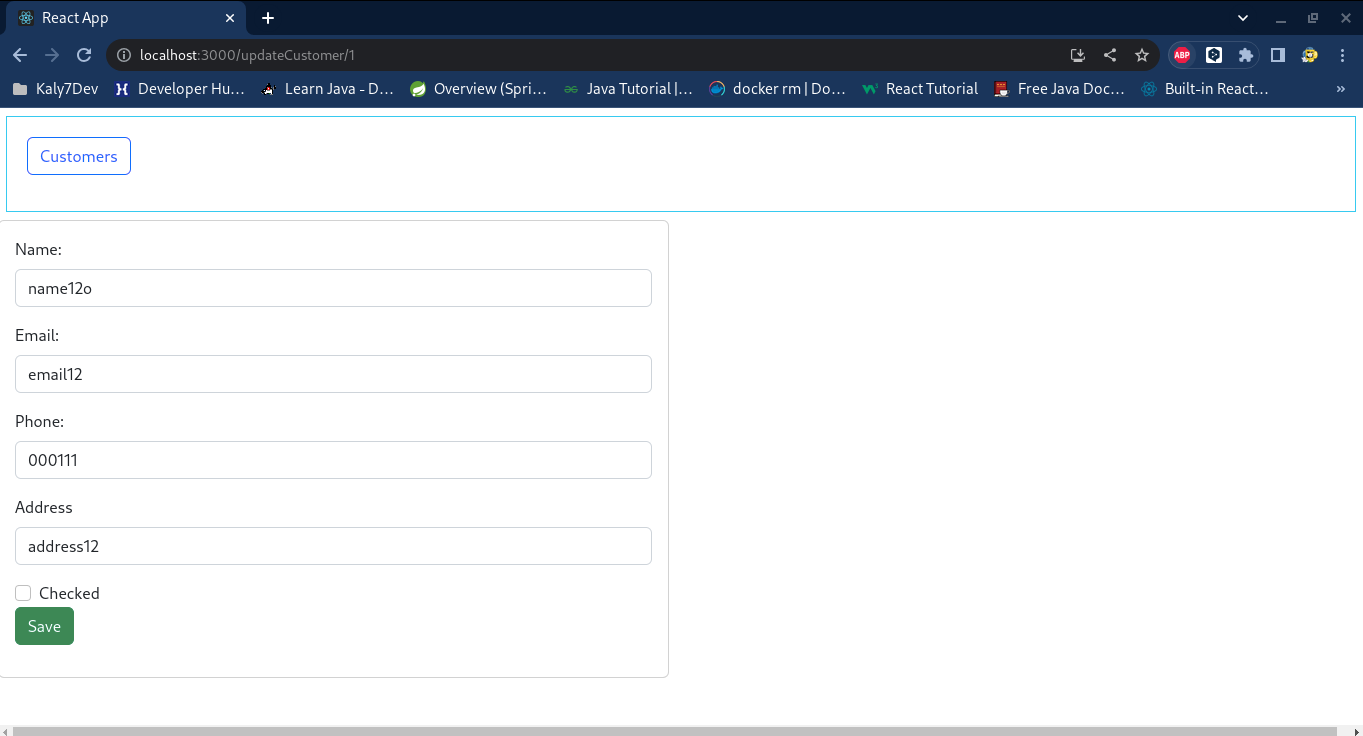 React App
localhost:3000/updateCustomer/1
ABP
Kaly7Dev Developer Hu... Learn Java - D... Overview (Spri... Java Tutorial |... docker rm | Do... React Tutorial Free Java Doc... Built-in React... »
Customers
Name:
name12o
Email:
email12
Phone:
000111
Address
address12
Checked
Save